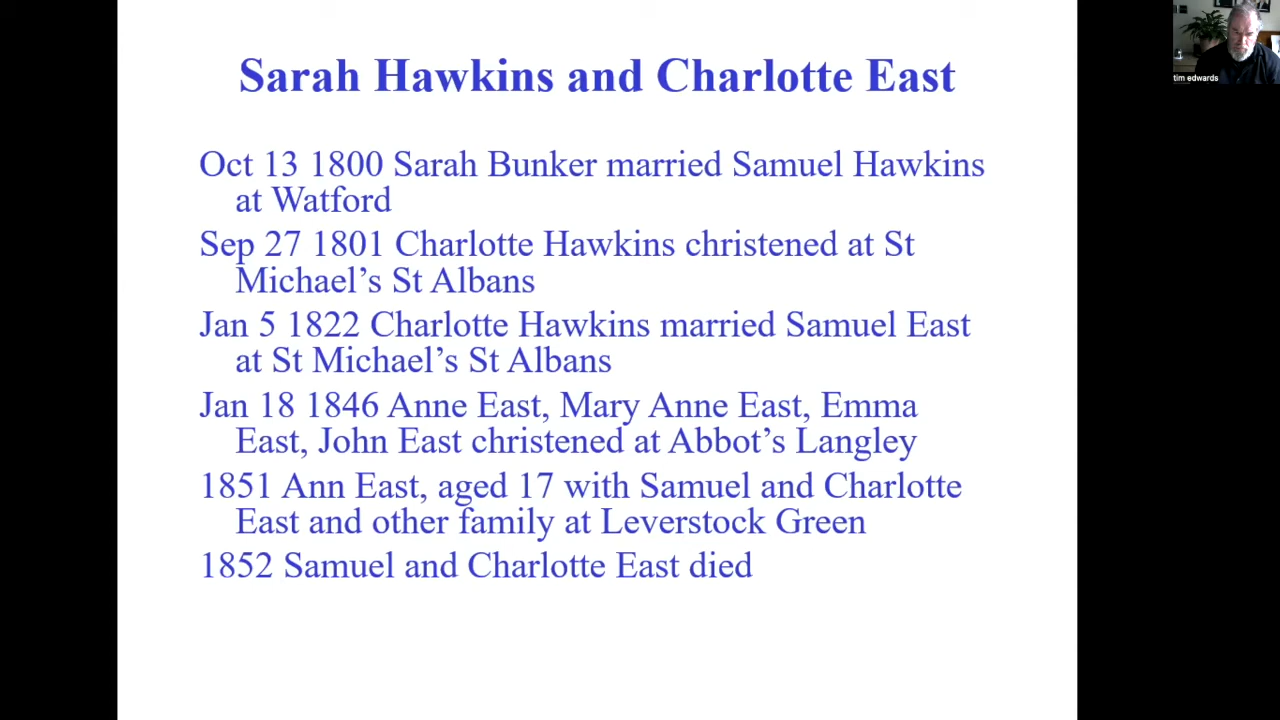 Sarah Hawkins and Charlotte East
Oct 13 1800 Sarah Bunker married Samuel Hawkins
at Watford
Sep 27 1801 Charlotte Hawkins christened at St
Michael’s St Albans
Jan 5 1822 Charlotte Hawkins married Samuel East
at St Michael’s St Albans
Jan 18 1846 Anne East, Mary Anne East, Emma
East, John East christened at Abbot’s Langley
1851 Ann East, aged 17 with Samuel and Charlotte
East and other family at Leverstock Green
1852 Samuel and Charlotte East died
tim edwards